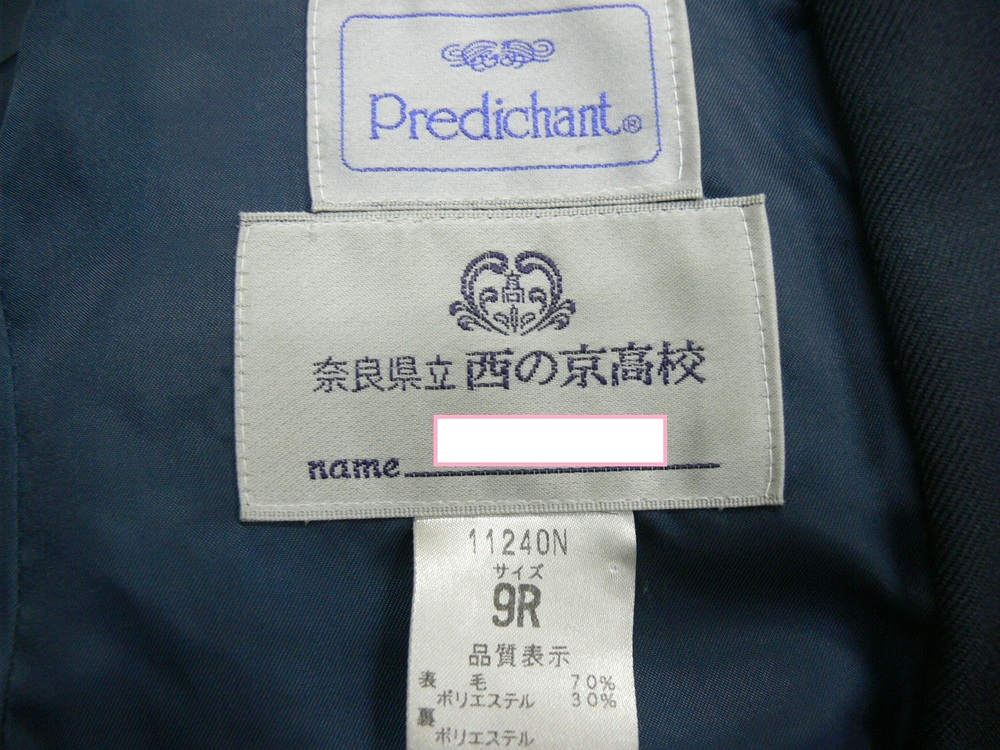 Predichant®
高
奈良県立 西の京高校
name
11240N
サイズ
9R
品質表示
表 毛 70%
ポリエステル 30%
裏
ポリエステル